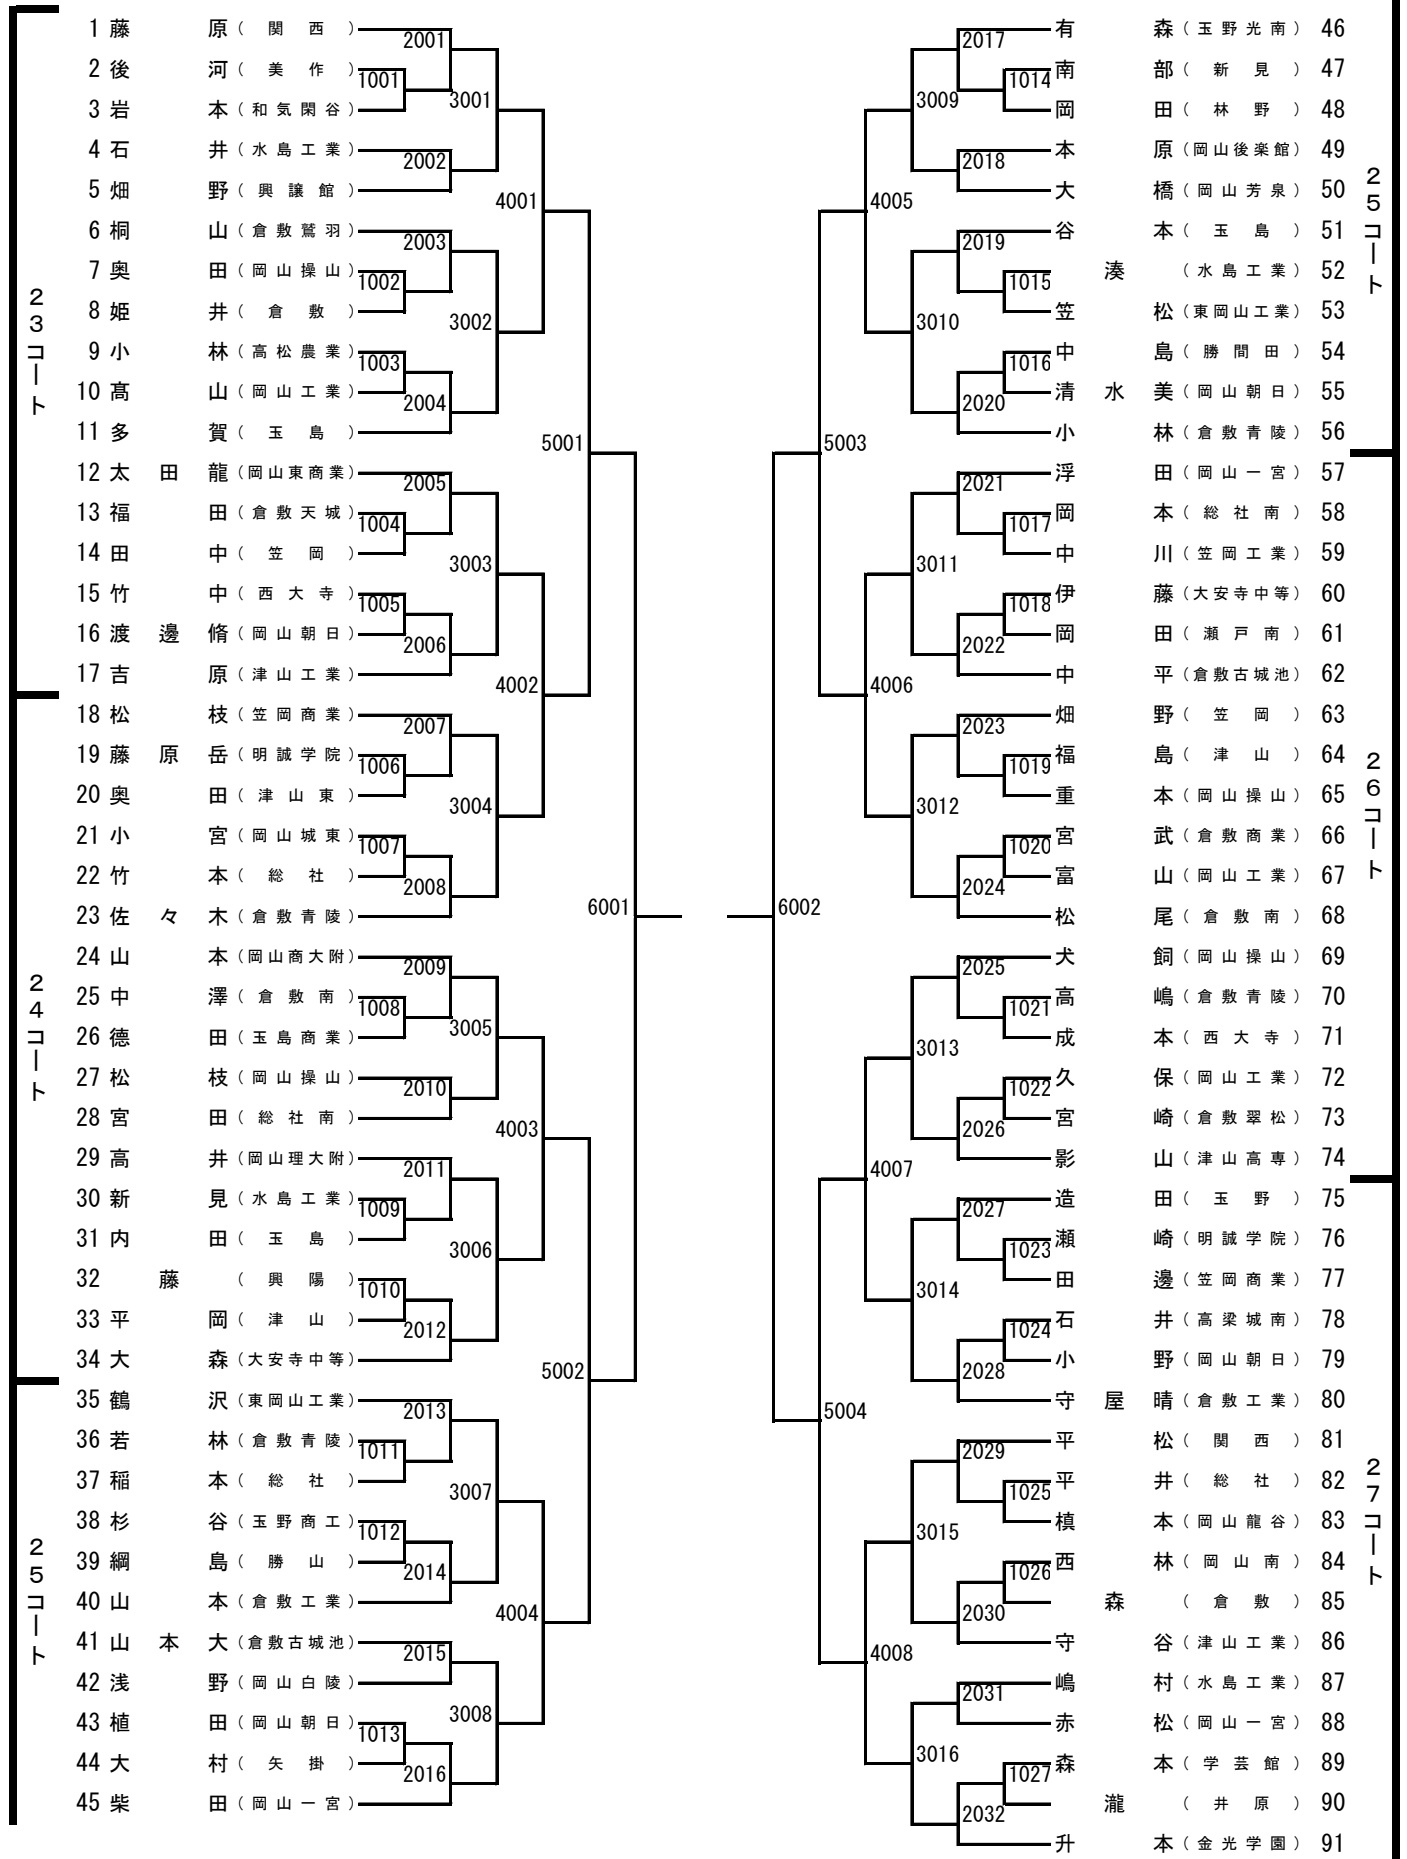 23コート
1 藤原（関西）
2 後河（美作）
3 岩本（和気閑谷）
4 石井（水島工業）
5 畑野（興譲館）
6 桐山（倉敷鷲羽）
7 奥田（岡山操山）
8 姫井（倉敷）
9 小林（高松農業）
10 髙山（岡山工業）
11 多賀（玉島）
12 太田龍（岡山東商業）
13 福田（倉敷天城）
14 田中（笠岡）
15 竹中（西大寺）
16 渡邊脩（岡山朝日）
17 吉原（津山工業）
24コート
18 松枝（笠岡商業）
19 藤原岳（明誠学院）
20 奥田（津山東）
21 小宮（岡山城東）
22 竹本（総社）
23 佐々木（倉敷青陵）
24 山本（岡山商大附）
25 中澤（倉敷南）
26 德田（玉島商業）
27 松枝（岡山操山）
28 宮田（総社南）
29 高井（岡山理大附）
30 新見（水島工業）
31 内田（玉島）
32 藤（興陽）
33 平岡（津山）
34 大森（大安寺中等）
25コート
35 鶴沢（東岡山工業）
36 若林（倉敷青陵）
37 稲本（総社）
38 杉谷（玉野商工）
39 綱島（勝山）
40 山本（倉敷工業）
41 山本大（倉敷古城池）
42 浅野（岡山白陵）
43 植田（岡山朝日）
44 大村（矢掛）
45 柴田（岡山一宮）
1001
1002
1003
1004
1005
1006
1007
1008
1009
1010
1011
1012
1013
2001
2002
2003
2004
2005
2006
2007
2008
2009
2010
2011
2012
2013
2014
2015
2016
3001
3002
3003
3004
3005
3006
3007
3008
4001
4002
4003
4004
5001
5002
6001
6002
5003
5004
4005
4006
4007
4008
3009
3010
3011
3012
3013
3014
3015
3016
2017
2018
2019
2020
2021
2022
2023
2024
2025
2026
2027
2028
2029
2030
2031
2032
1014
1015
1016
1017
1018
1019
1020
1021
1022
1023
1024
1025
1026
1027
有森（玉野光南） 46
南部（新見） 47
岡田（林野） 48
本原（岡山後楽館） 49
大橋（岡山芳泉） 50
谷本（玉島） 51
湊（水島工業） 52
笠松（東岡山工業） 53
中島（勝間田） 54
清水美（岡山朝日） 55
小林（倉敷青陵） 56
25コート
浮田（岡山一宮） 57
岡本（総社南） 58
中川（笠岡工業） 59
伊藤（大安寺中等） 60
岡田（瀬戸南） 61
中平（倉敷古城池） 62
畑野（笠岡） 63
福島（津山） 64
重本（岡山操山） 65
宮武（倉敷商業） 66
富山（岡山工業） 67
松尾（倉敷南） 68
犬飼（岡山操山） 69
高嶋（倉敷青陵） 70
成本（西大寺） 71
久保（岡山工業） 72
宮崎（倉敷翠松） 73
影山（津山高専） 74
26コート
造田（玉野） 75
瀬崎（明誠学院） 76
田邊（笠岡商業） 77
石井（高梁城南） 78
小野（岡山朝日） 79
守屋晴（倉敷工業） 80
平松（関西） 81
平井（総社） 82
槙本（岡山龍谷） 83
西林（岡山南） 84
森（倉敷） 85
守谷（津山工業） 86
嶋村（水島工業） 87
赤松（岡山一宮） 88
森本（学芸館） 89
瀧（井原） 90
升本（金光学園） 91
27コート